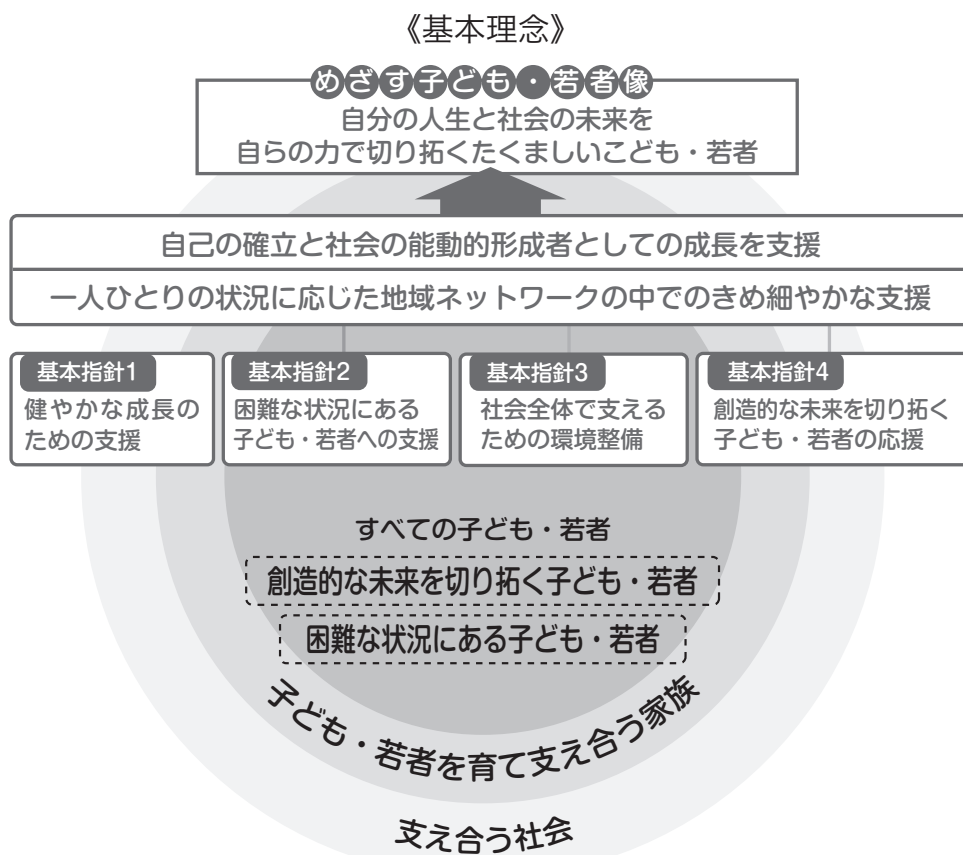 《基本理念》
めざす子ども・若者像
自分の人生と社会の未来を
自らの力で切り拓くたくましいこども・若者
自己の確立と社会の能動的形成者としての成長を支援
一人ひとりの状況に応じた地域ネットワークの中でのきめ細やかな支援
基本指針1
健やかな成長の
ための支援
基本指針2
困難な状況にある
子ども・若者への支援
基本指針3
社会全体で支える
ための環境整備
基本指針4
創造的な未来を切り拓く
子ども・若者の応援
すべての子ども・若者
創造的な未来を切り拓く子ども・若者
困難な状況にある子ども・若者
子ども・若者を育て支え合う家族
支え合う社会